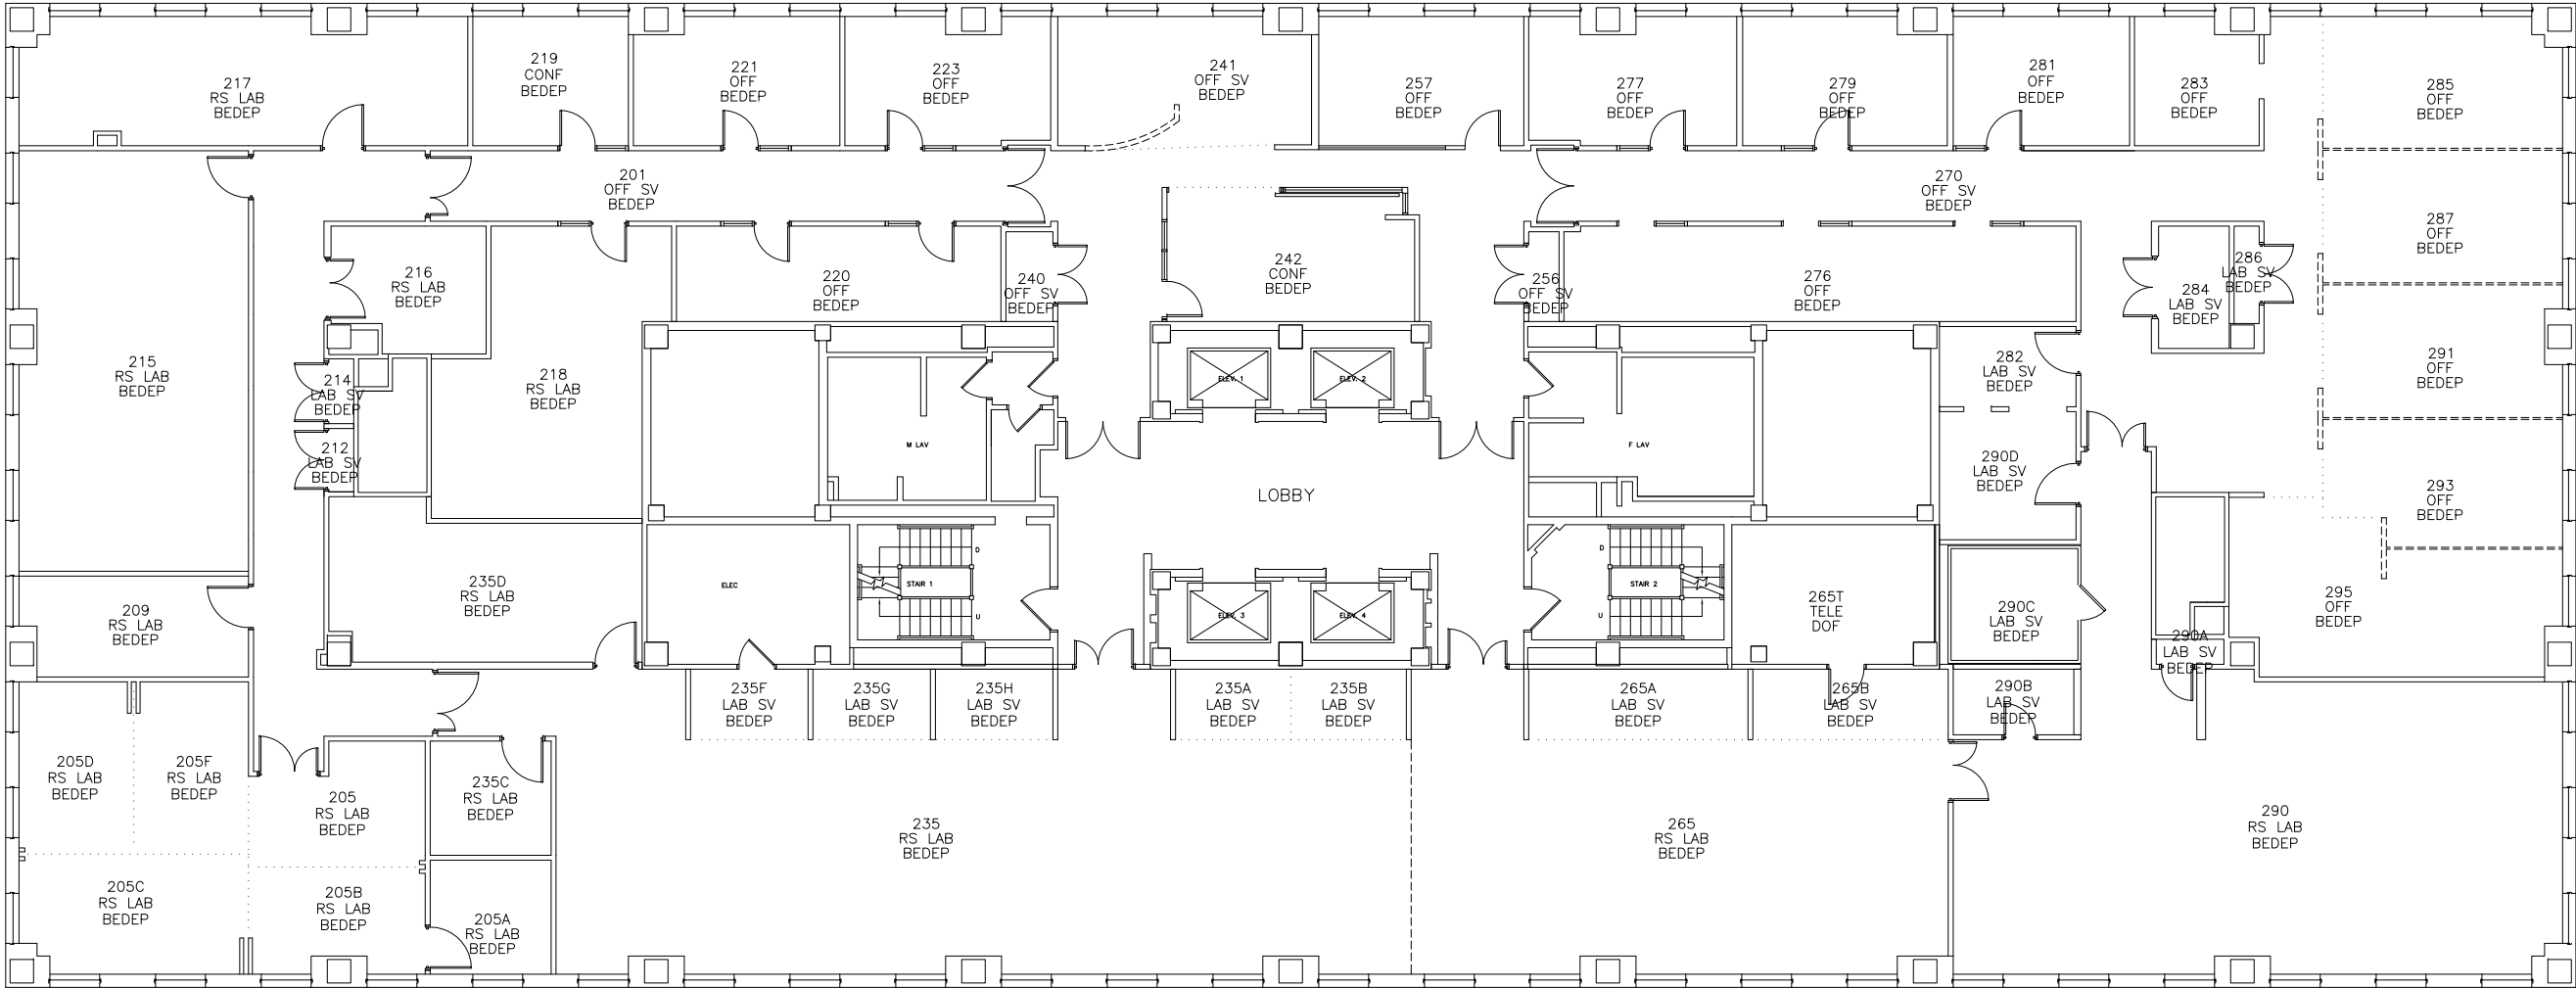 217
RS LAB
BEDEP
219
CONF
BEDEP
221
OFF
BEDEP
223
OFF
BEDEP
241
OFF SV
BEDEP
257
OFF
BEDEP
277
OFF
BEDEP
279
OFF
BEDEP
281
OFF
BEDEP
283
OFF
BEDEP
285
OFF
BEDEP
201
OFF SV
BEDEP
270
OFF SV
BEDEP
287
OFF
BEDEP
216
RS LAB
BEDEP
220
OFF
BEDEP
240
OFF SV
BEDEP
242
CONF
BEDEP
256
OFF SV
BEDEP
276
OFF
BEDEP
284
LAB SV
BEDEP
286
LAB SV
BEDEP
215
RS LAB
BEDEP
214
LAB SV
BEDEP
218
RS LAB
BEDEP
ELEV. 1
ELEV. 2
282
LAB SV
BEDEP
291
OFF
BEDEP
212
LAB SV
BEDEP
M LAV
F LAV
LOBBY
290D
LAB SV
BEDEP
293
OFF
BEDEP
209
RS LAB
BEDEP
235D
RS LAB
BEDEP
ELEC
D
STAIR 1
U
ELEV. 3
ELEV. 4
D
STAIR 2
U
265T
TELE
DOF
290C
LAB SV
BEDEP
290A
LAB SV
BEDEP
295
OFF
BEDEP
235F
LAB SV
BEDEP
235G
LAB SV
BEDEP
235H
LAB SV
BEDEP
235A
LAB SV
BEDEP
235B
LAB SV
BEDEP
265A
LAB SV
BEDEP
265B
LAB SV
BEDEP
290B
LAB SV
BEDEP
205D
RS LAB
BEDEP
205F
RS LAB
BEDEP
205
RS LAB
BEDEP
235C
RS LAB
BEDEP
235
RS LAB
BEDEP
265
RS LAB
BEDEP
290
RS LAB
BEDEP
205C
RS LAB
BEDEP
205B
RS LAB
BEDEP
205A
RS LAB
BEDEP